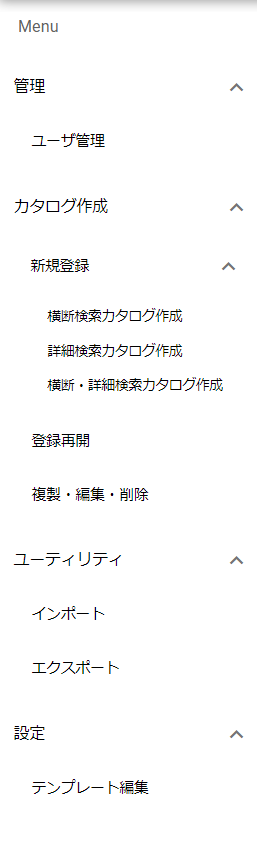 Menu
管理
ユーザ管理
カタログ作成
新規登録
横断検索カタログ作成
詳細検索カタログ作成
横断・詳細検索カタログ作成
登録再開
複製・編集・削除
ユーティリティ
インポート
エクスポート
設定
テンプレート編集